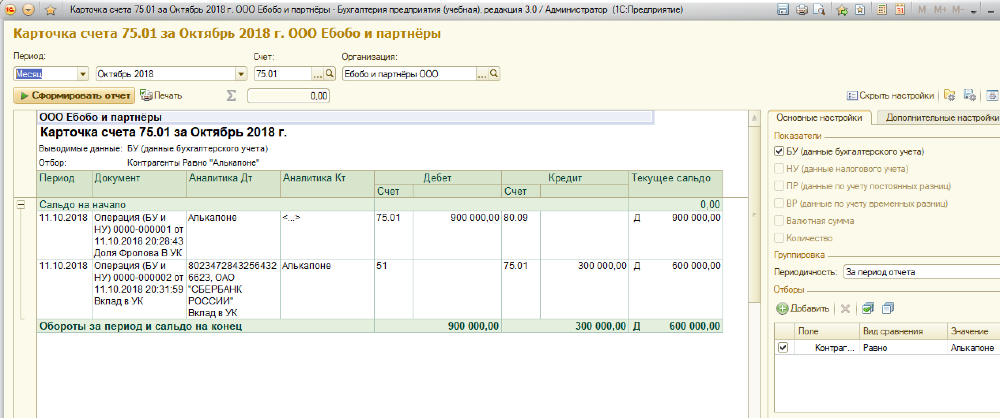 Карточка счета 75.01 за Октябрь 2018 г. ООО Ебобо и партнёры - Бухгалтерия предприятия (учебная), редакция 3.0 / Администратор (1С:Предприятие)
31 M M+ M-
Карточка счета 75.01 за Октябрь 2018 г. ООО Ебобо и партнёры
Период: Счет: Организация:
Месяц Октябрь 2018 75.01 ... Ебобо и партнёры ООО ...
Сформировать отчет Печать Σ 0,00 Скрыть настройки
ООО Ебобо и партнёры
Карточка счета 75.01 за Октябрь 2018 г.
Выводимые данные: БУ (данные бухгалтерского учета)
Отбор: Контрагенты Равно "Алькапоне"
Период Документ Аналитика Дт Аналитика Кт Дебет Кредит Текущее сальдо
Счет Счет
Сальдо на начало 0,00
11.10.2018 Операция (БУ и Алькапоне <...> 75.01 900 000,00 80.09 Д 900 000,00
НУ) 0000-000001 от
11.10.2018 20:28:43
Доля Фролова В УК
11.10.2018 Операция (БУ и 8023472843256432 Алькапоне 51 75.01 300 000,00 Д 600 000,00
НУ) 0000-000002 от 6623, ОАО
11.10.2018 20:31:59 "СБЕРБАНК
Вклад в УК РОССИИ"
Вклад в УК
Обороты за период и сальдо на конец 900 000,00 300 000,00 Д 600 000,00
Основные настройки Дополнительные настройки
Показатели
БУ (данные бухгалтерского учета)
НУ (данные налогового учета)
ПР (данные по учету постоянных разниц)
ВР (данные по учету временных разниц)
Валютная сумма
Количество
Группировка
Периодичность: За период отчета
Отборы
Добавить
Поле Вид сравнения Значение
Контраг... Равно Алькапоне